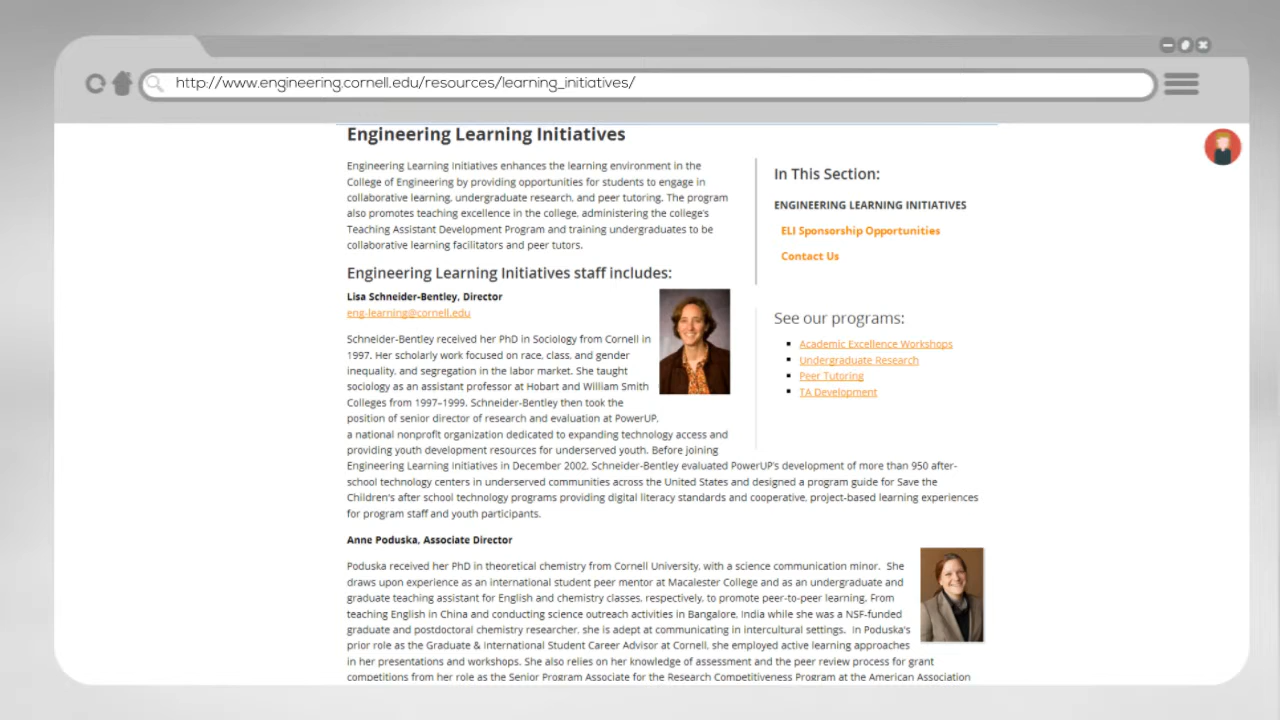 http://www.engineering.cornell.edu/resources/learning_initiatives/
Engineering Learning Initiatives
Engineering Learning Initiatives enhances the learning environment in the
College of Engineering by providing opportunities for students to engage in
collaborative learning, undergraduate research, and peer tutoring. The program
also promotes teaching excellence in the college, administering the college's
Teaching Assistant Development Program and training undergraduates to be
collaborative learning facilitators and peer tutors.
Engineering Learning Initiatives staff includes:
Lisa Schneider-Bentley, Director
eng-learning@cornell.edu
Schneider-Bentley received her PhD in Sociology from Cornell in
1997. Her scholarly work focused on race, class, and gender
inequality, and segregation in the labor market. She taught
sociology as an assistant professor at Hobart and William Smith
Colleges from 1997–1999. Schneider-Bentley then took the
position of senior director of research and evaluation at PowerUP,
a national nonprofit organization dedicated to expanding technology access and
providing youth development resources for underserved youth. Before joining
Engineering Learning Initiatives in December 2002, Schneider-Bentley evaluated PowerUP's development of more than 950 after-
school technology centers in underserved communities across the United States and designed a program guide for Save the
Children's after school technology programs providing digital literacy standards and cooperative, project-based learning experiences
for program staff and youth participants.
Anne Poduska, Associate Director
Poduska received her PhD in theoretical chemistry from Cornell University, with a science communication minor. She
draws upon experience as an international student peer mentor at Macalester College and as an undergraduate and
graduate teaching assistant for English and chemistry classes, respectively, to promote peer-to-peer learning. From
teaching English in China and conducting science outreach activities in Bangalore, India while she was a NSF-funded
graduate and postdoctoral chemistry researcher, she is adept at communicating in intercultural settings. In Poduska's
prior role as the Graduate & International Student Career Advisor at Cornell, she employed active learning approaches
in her presentations and workshops. She also relies on her knowledge of assessment and the peer review process for grant
competitions from her role as the Senior Program Associate for the Research Competitiveness Program at the American Association
In This Section:
ENGINEERING LEARNING INITIATIVES
ELI Sponsorship Opportunities
Contact Us
See our programs:
Academic Excellence Workshops
Undergraduate Research
Peer Tutoring
TA Development